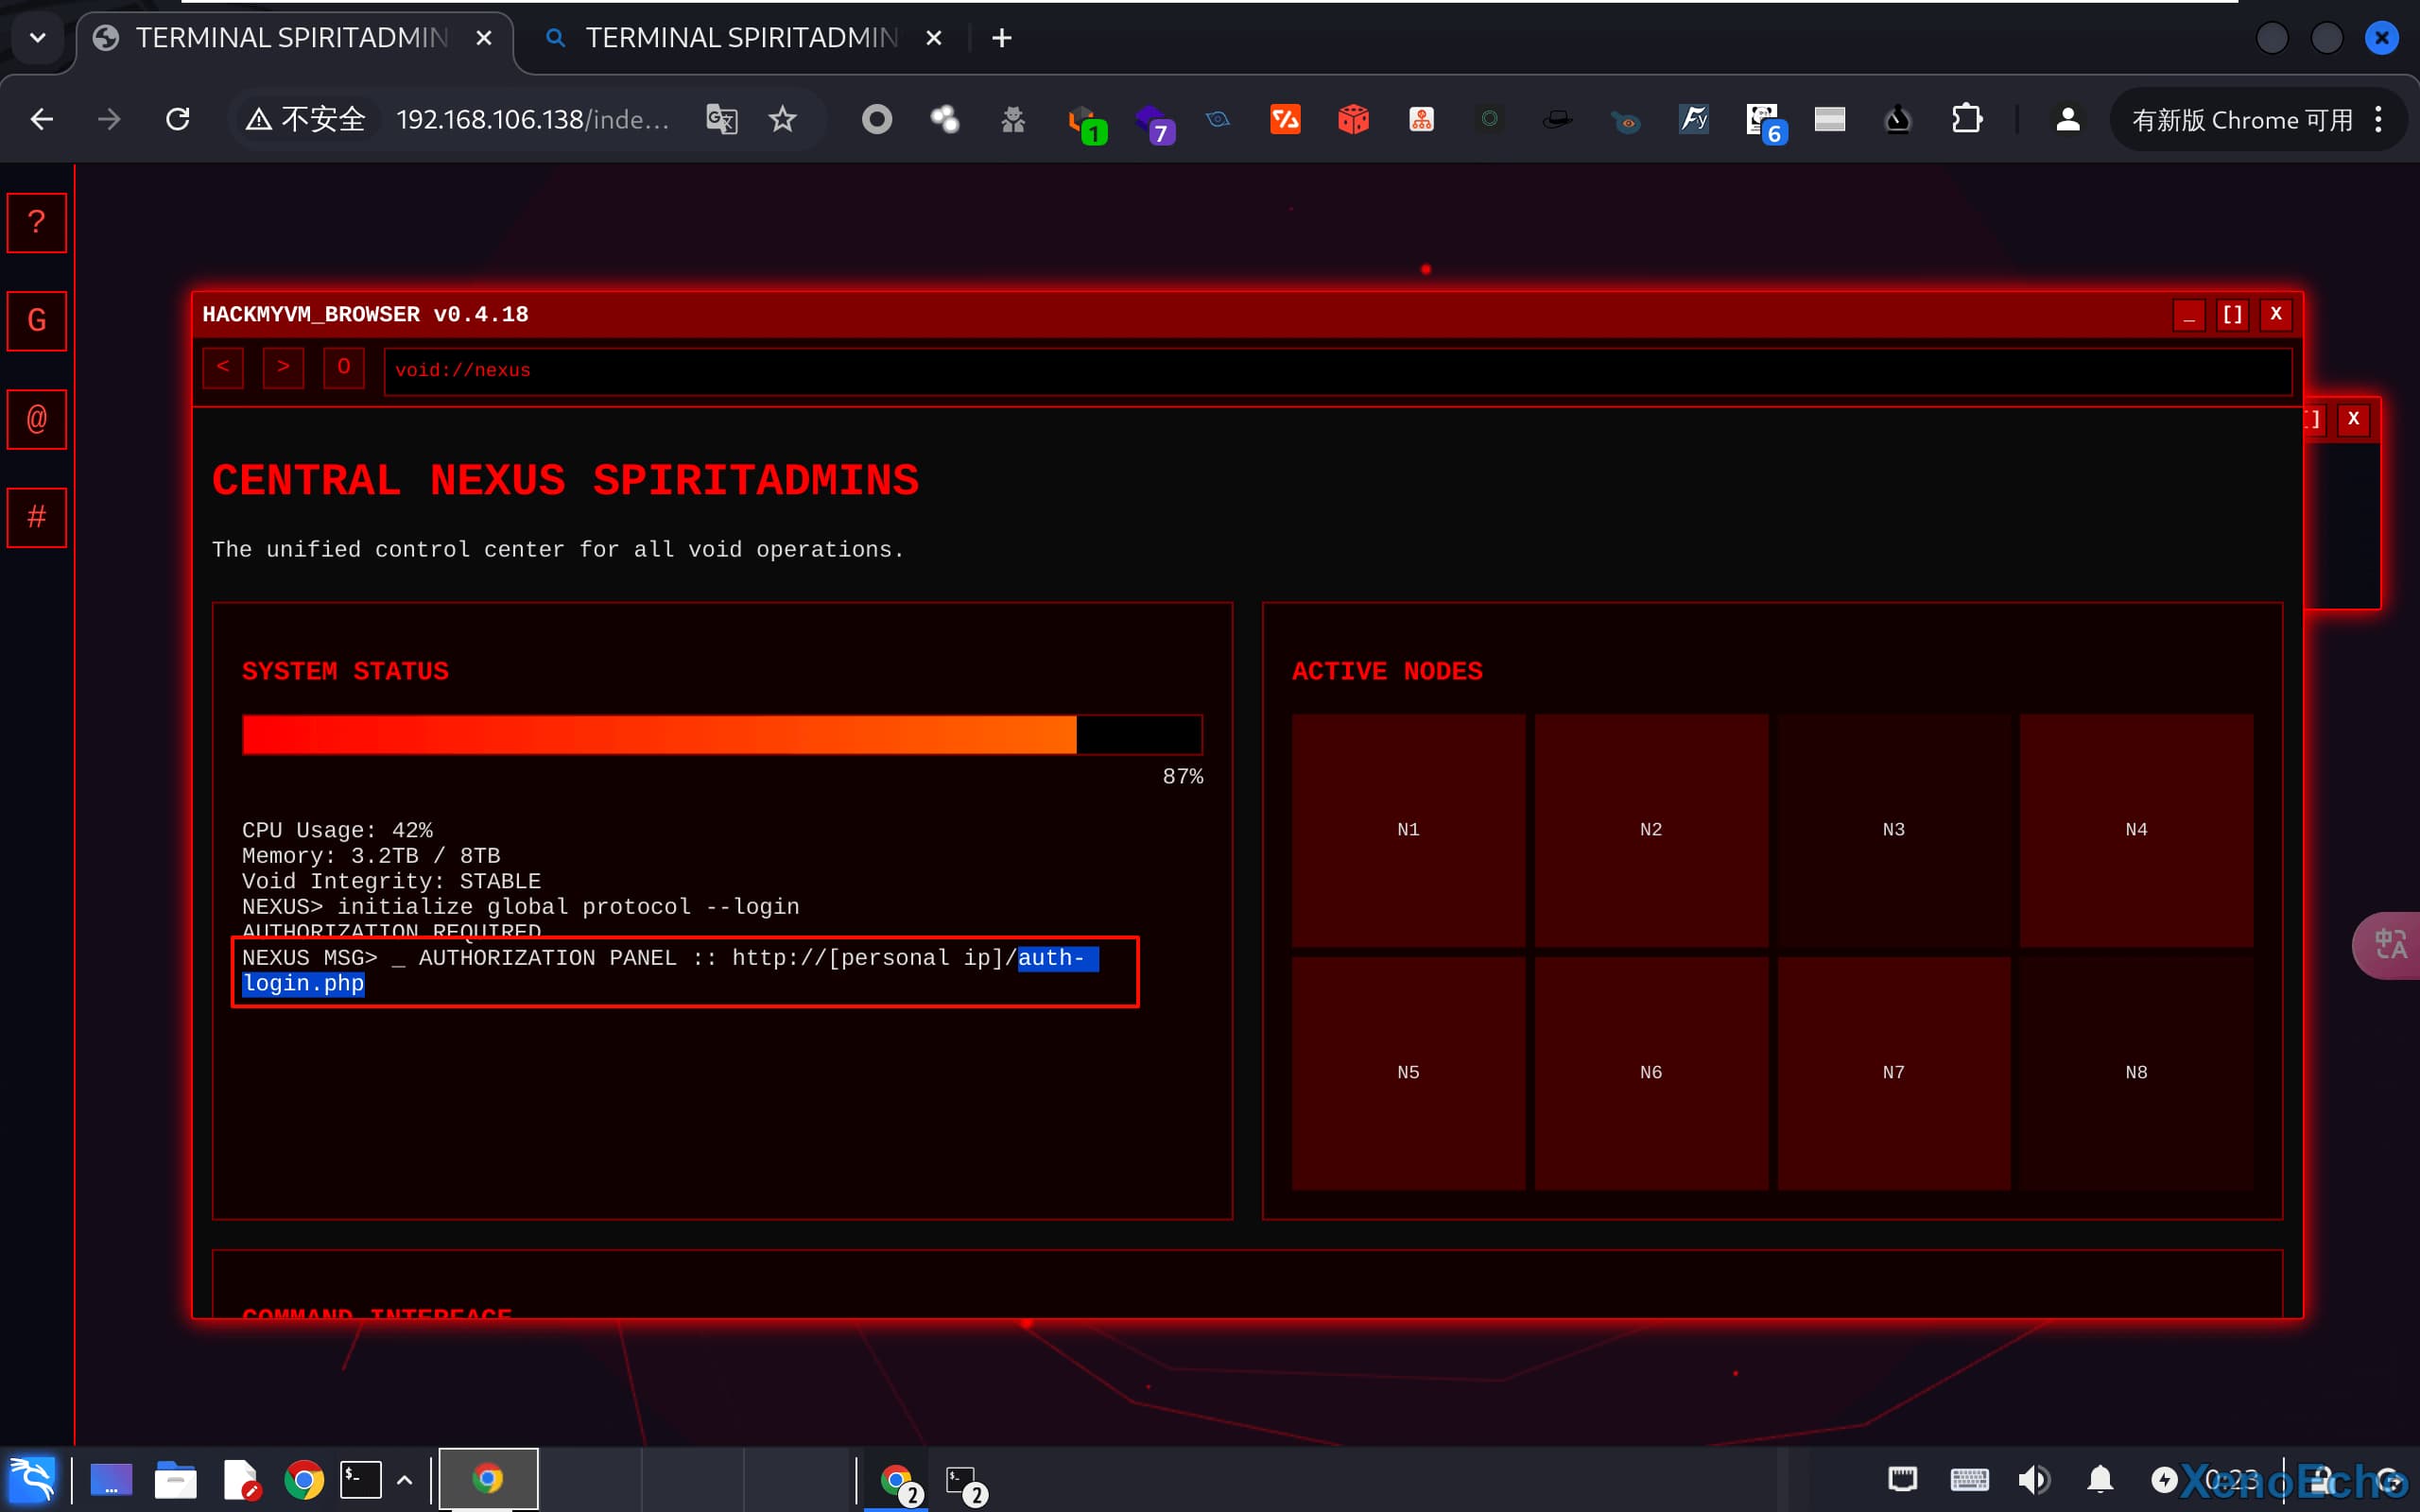 TERMINAL SPIRITADMIN
TERMINAL SPIRITADMIN
不安全 192.168.106.138/inde...
1
7
6
有新版 Chrome 可用
?
G
@
#
HACKMYVM_BROWSER v0.4.18
_ [] X
< > O void://nexus
] X
CENTRAL NEXUS SPIRITADMINS
The unified control center for all void operations.
SYSTEM STATUS
87%
CPU Usage: 42%
Memory: 3.2TB / 8TB
Void Integrity: STABLE
NEXUS> initialize global protocol --login
AUTHORIZATION REQUIRED
NEXUS MSG> _ AUTHORIZATION PANEL :: http://[personal ip]/auth-
login.php
ACTIVE NODES
N1 N2 N3 N4
N5 N6 N7 N8
COMMAND INTERFACE
中A
$-
2
2
0:23
XenoEcho